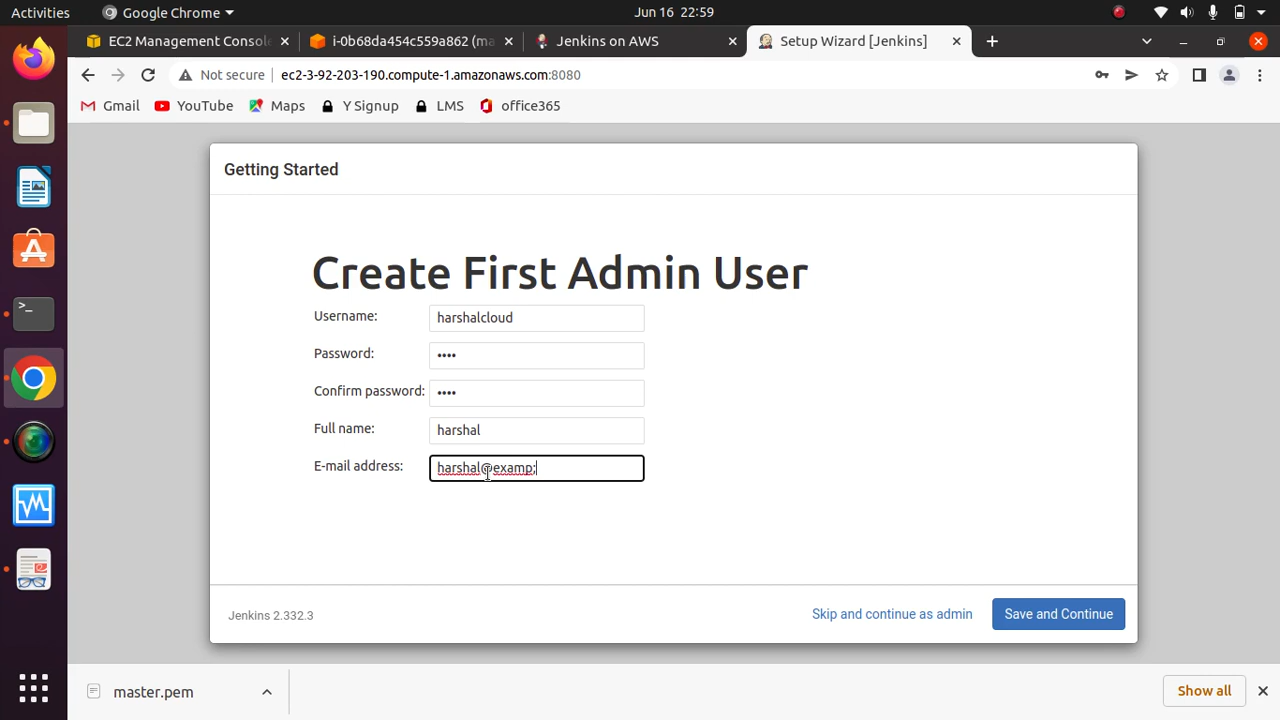 Activities
Google Chrome
Jun 16 22:59
EC2 Management Consol
i-0b68da454c559a862 (ma
Jenkins on AWS
Setup Wizard [Jenkins]
Not secure
ec2-3-92-203-190.compute-1.amazonaws.com:8080
Gmail
YouTube
Maps
Y Signup
LMS
office365
Getting Started
Create First Admin User
Username:
harshalcloud
Password:
••••
Confirm password:
••••
Full name:
harshal
E-mail address:
harshal@examp;
Jenkins 2.332.3
Skip and continue as admin
Save and Continue
master.pem
Show all